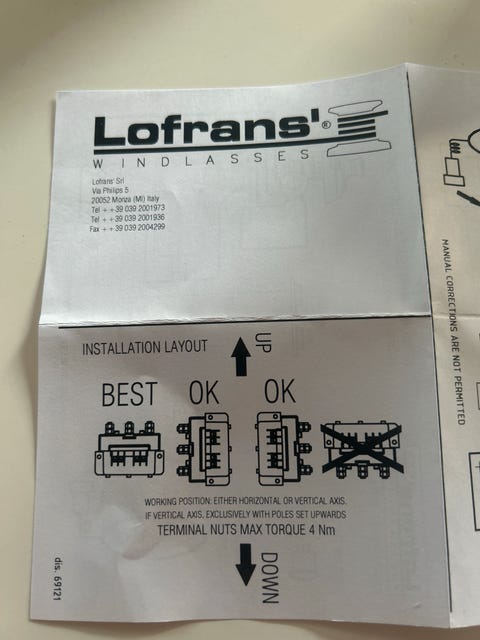 Lofrans'®
WINDLASSES
Lofrans' Srl
Via Philips 5
20052 Monza (MI) Italy
Tel ++39 039 2001973
Tel ++39 039 2001936
Fax ++39 039 2004299
INSTALLATION LAYOUT
UP
BEST OK OK
WORKING POSITION: EITHER HORIZONTAL OR VERTICAL AXIS.
IF VERTICAL AXIS, EXCLUSIVELY WITH POLES SET UPWARDS
TERMINAL NUTS MAX TORQUE 4 Nm
DOWN
dis. 69121
MANUAL CORRECTIONS ARE NOT PERMITTED